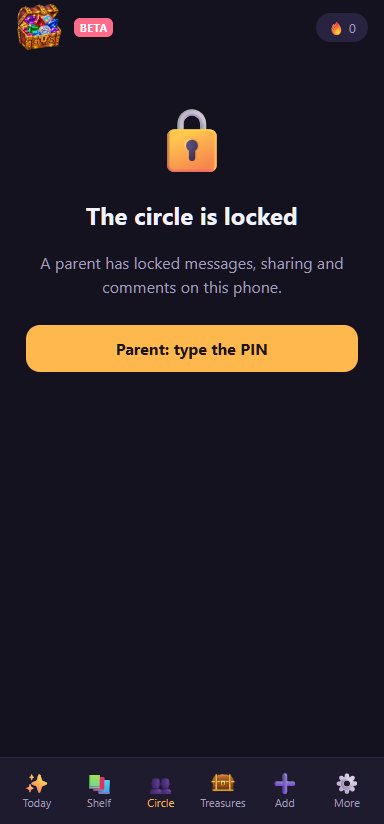 BETA
0
The circle is locked
A parent has locked messages, sharing and
comments on this phone.
Parent: type the PIN
Today
Shelf
Circle
Treasures
Add
More